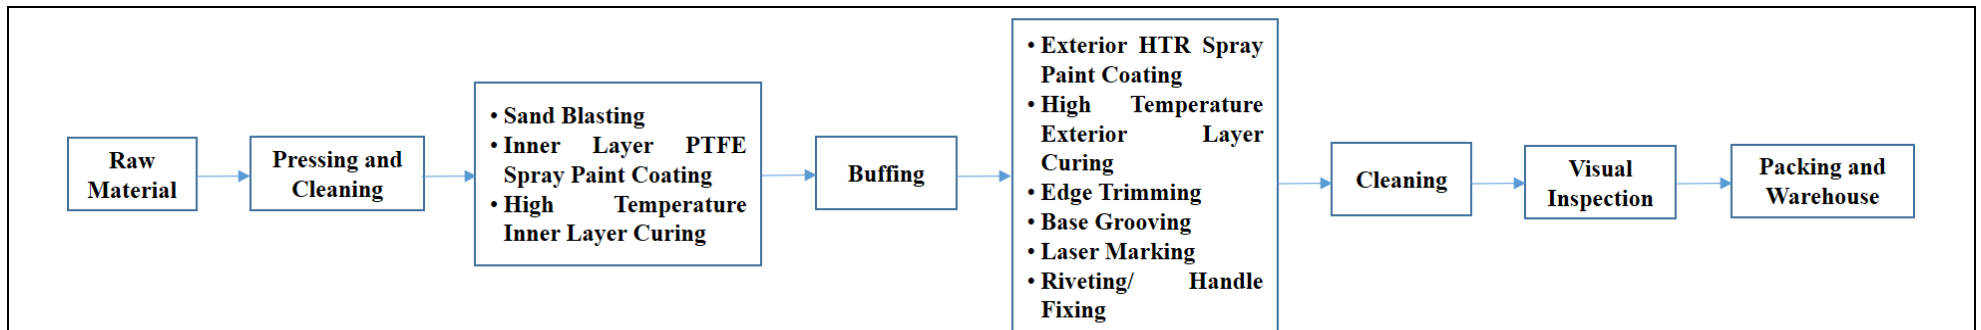 Raw
Material
Pressing and
Cleaning
• Sand Blasting
• Inner Layer PTFE
Spray Paint Coating
• High Temperature
Inner Layer Curing
Buffing
• Exterior HTR Spray
Paint Coating
• High Temperature
Exterior Layer
Curing
• Edge Trimming
• Base Grooving
• Laser Marking
• Riveting/ Handle
Fixing
Cleaning
Visual
Inspection
Packing and
Warehouse